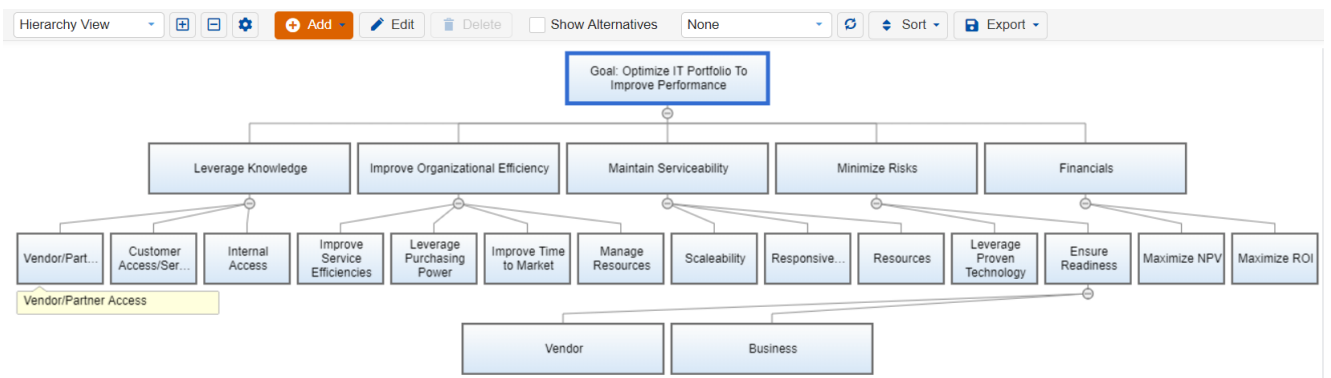 Hierarchy View
Add
Edit
Delete
Show Alternatives
None
Sort
Export
Goal: Optimize IT Portfolio To
Improve Performance
Leverage Knowledge
Improve Organizational Efficiency
Maintain Serviceability
Minimize Risks
Financials
Vendor/Part...
Customer
Access/Ser...
Internal
Access
Improve
Service
Efficiencies
Leverage
Purchasing
Power
Improve Time
to Market
Manage
Resources
Scaleability
Responsive...
Resources
Leverage
Proven
Technology
Ensure
Readiness
Maximize NPV
Maximize ROI
Vendor/Partner Access
Vendor
Business